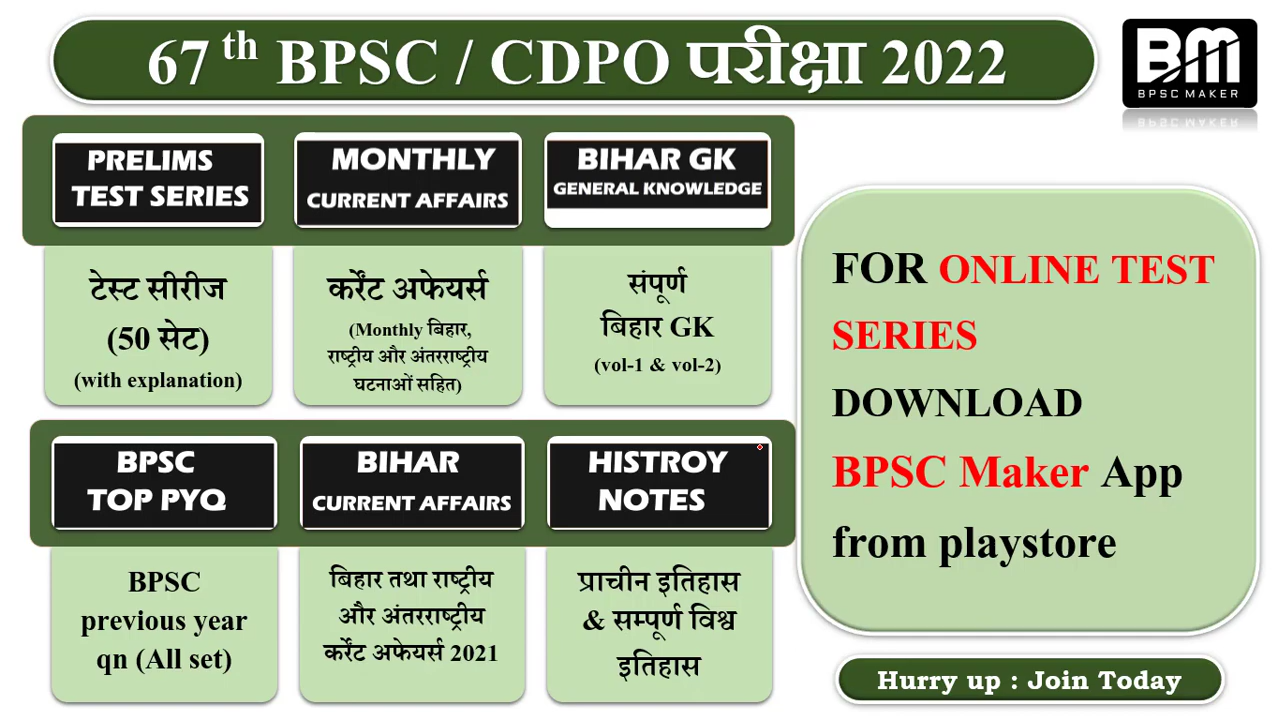 67 th BPSC / CDPO परीक्षा 2022
BM
BPSC MAKER
PRELIMS
TEST SERIES
टेस्ट सीरीज
(50 सेट)
(with explanation)
MONTHLY
CURRENT AFFAIRS
कर्रेंट अफेयर्स
(Monthly बिहार,
राष्ट्रीय और अंतरराष्ट्रीय
घटनाओं सहित)
BIHAR GK
GENERAL KNOWLEDGE
संपूर्ण
बिहार GK
(vol-1 & vol-2)
BPSC
TOP PYQ
BPSC
previous year
qn (All set)
BIHAR
CURRENT AFFAIRS
बिहार तथा राष्ट्रीय
और अंतरराष्ट्रीय
कर्रेंट अफेयर्स 2021
HISTROY
NOTES
प्राचीन इतिहास
& सम्पूर्ण विश्व
इतिहास
FOR ONLINE TEST
SERIES
DOWNLOAD
BPSC Maker App
from playstore
Hurry up : Join Today